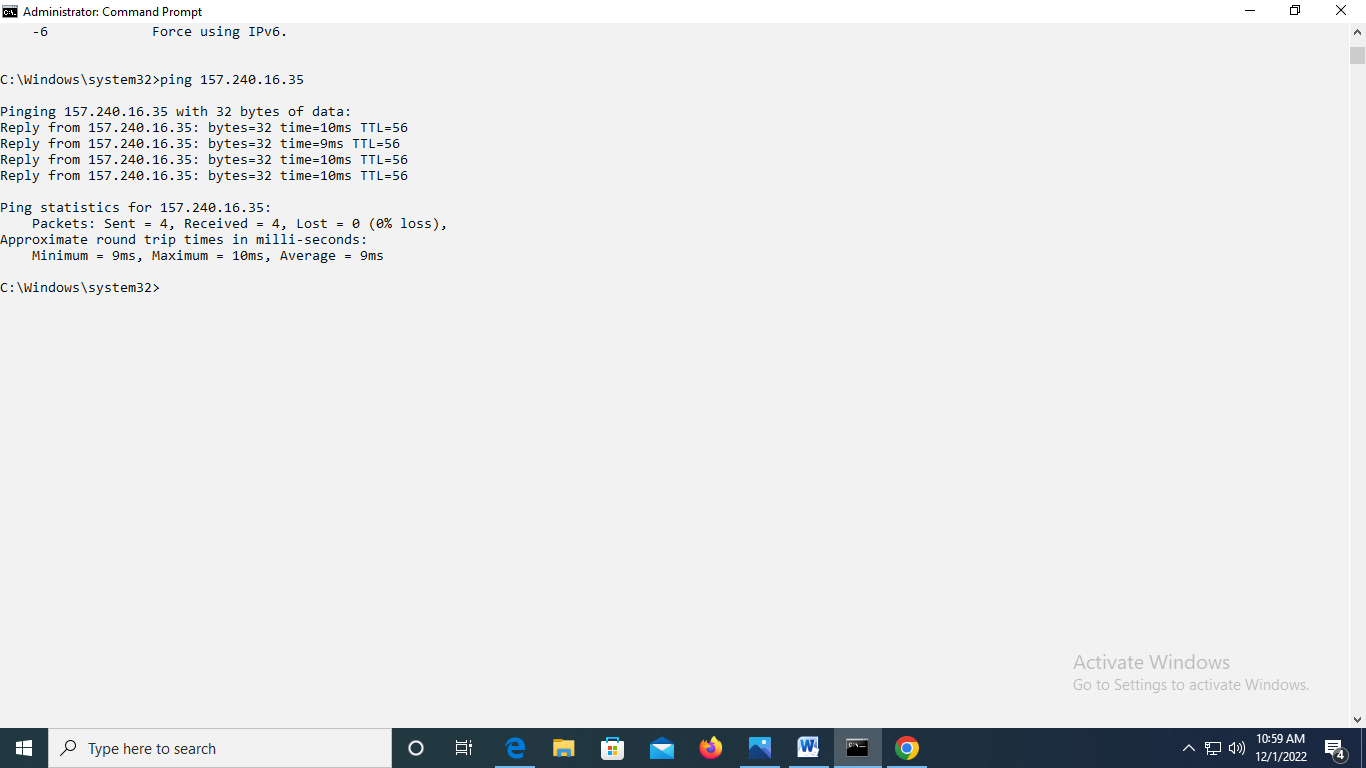 Administrator: Command Prompt
    -6             Force using IPv6.
C:\Windows\system32>ping 157.240.16.35
Pinging 157.240.16.35 with 32 bytes of data:
Reply from 157.240.16.35: bytes=32 time=10ms TTL=56
Reply from 157.240.16.35: bytes=32 time=9ms TTL=56
Reply from 157.240.16.35: bytes=32 time=10ms TTL=56
Reply from 157.240.16.35: bytes=32 time=10ms TTL=56
Ping statistics for 157.240.16.35:
    Packets: Sent = 4, Received = 4, Lost = 0 (0% loss),
Approximate round trip times in milli-seconds:
    Minimum = 9ms, Maximum = 10ms, Average = 9ms
C:\Windows\system32>
Activate Windows
Go to Settings to activate Windows.
Type here to search
10:59 AM
12/1/2022
4